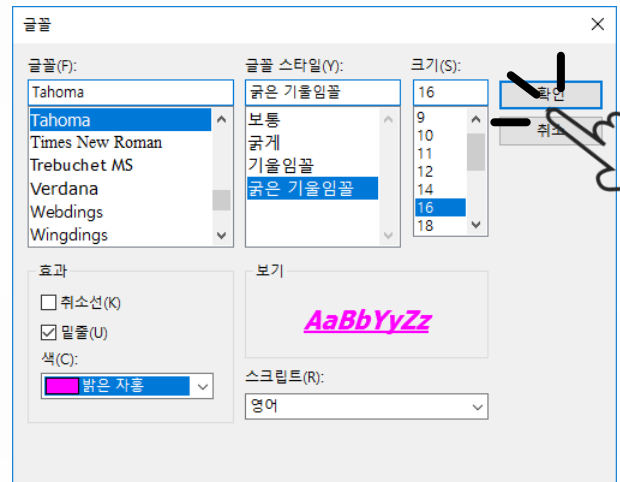 글꼴
글꼴(F):
Tahoma
Tahoma
Times New Roman
Trebuchet MS
Verdana
Webdings
Wingdings
글꼴 스타일(Y):
굵은 기울임꼴
보통
굵게
기울임꼴
굵은 기울임꼴
크기(S):
16
9
10
11
12
14
16
18
확인
취소
효과
취소선(K)
밑줄(U)
색(C):
밝은 자홍
보기
AaBbYyZz
스크립트(R):
영어